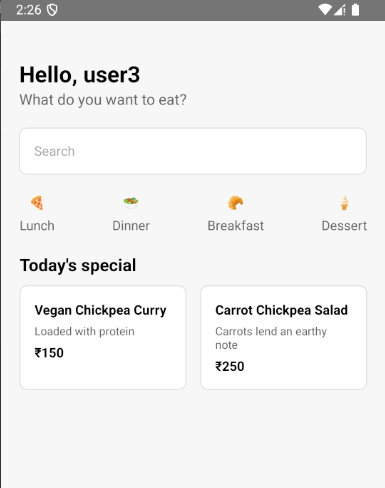 2:26
Hello, user3
What do you want to eat?
Search
Lunch Dinner Breakfast Dessert
Today's special
Vegan Chickpea Curry
Loaded with protein
₹150
Carrot Chickpea Salad
Carrots lend an earthy
note
₹250